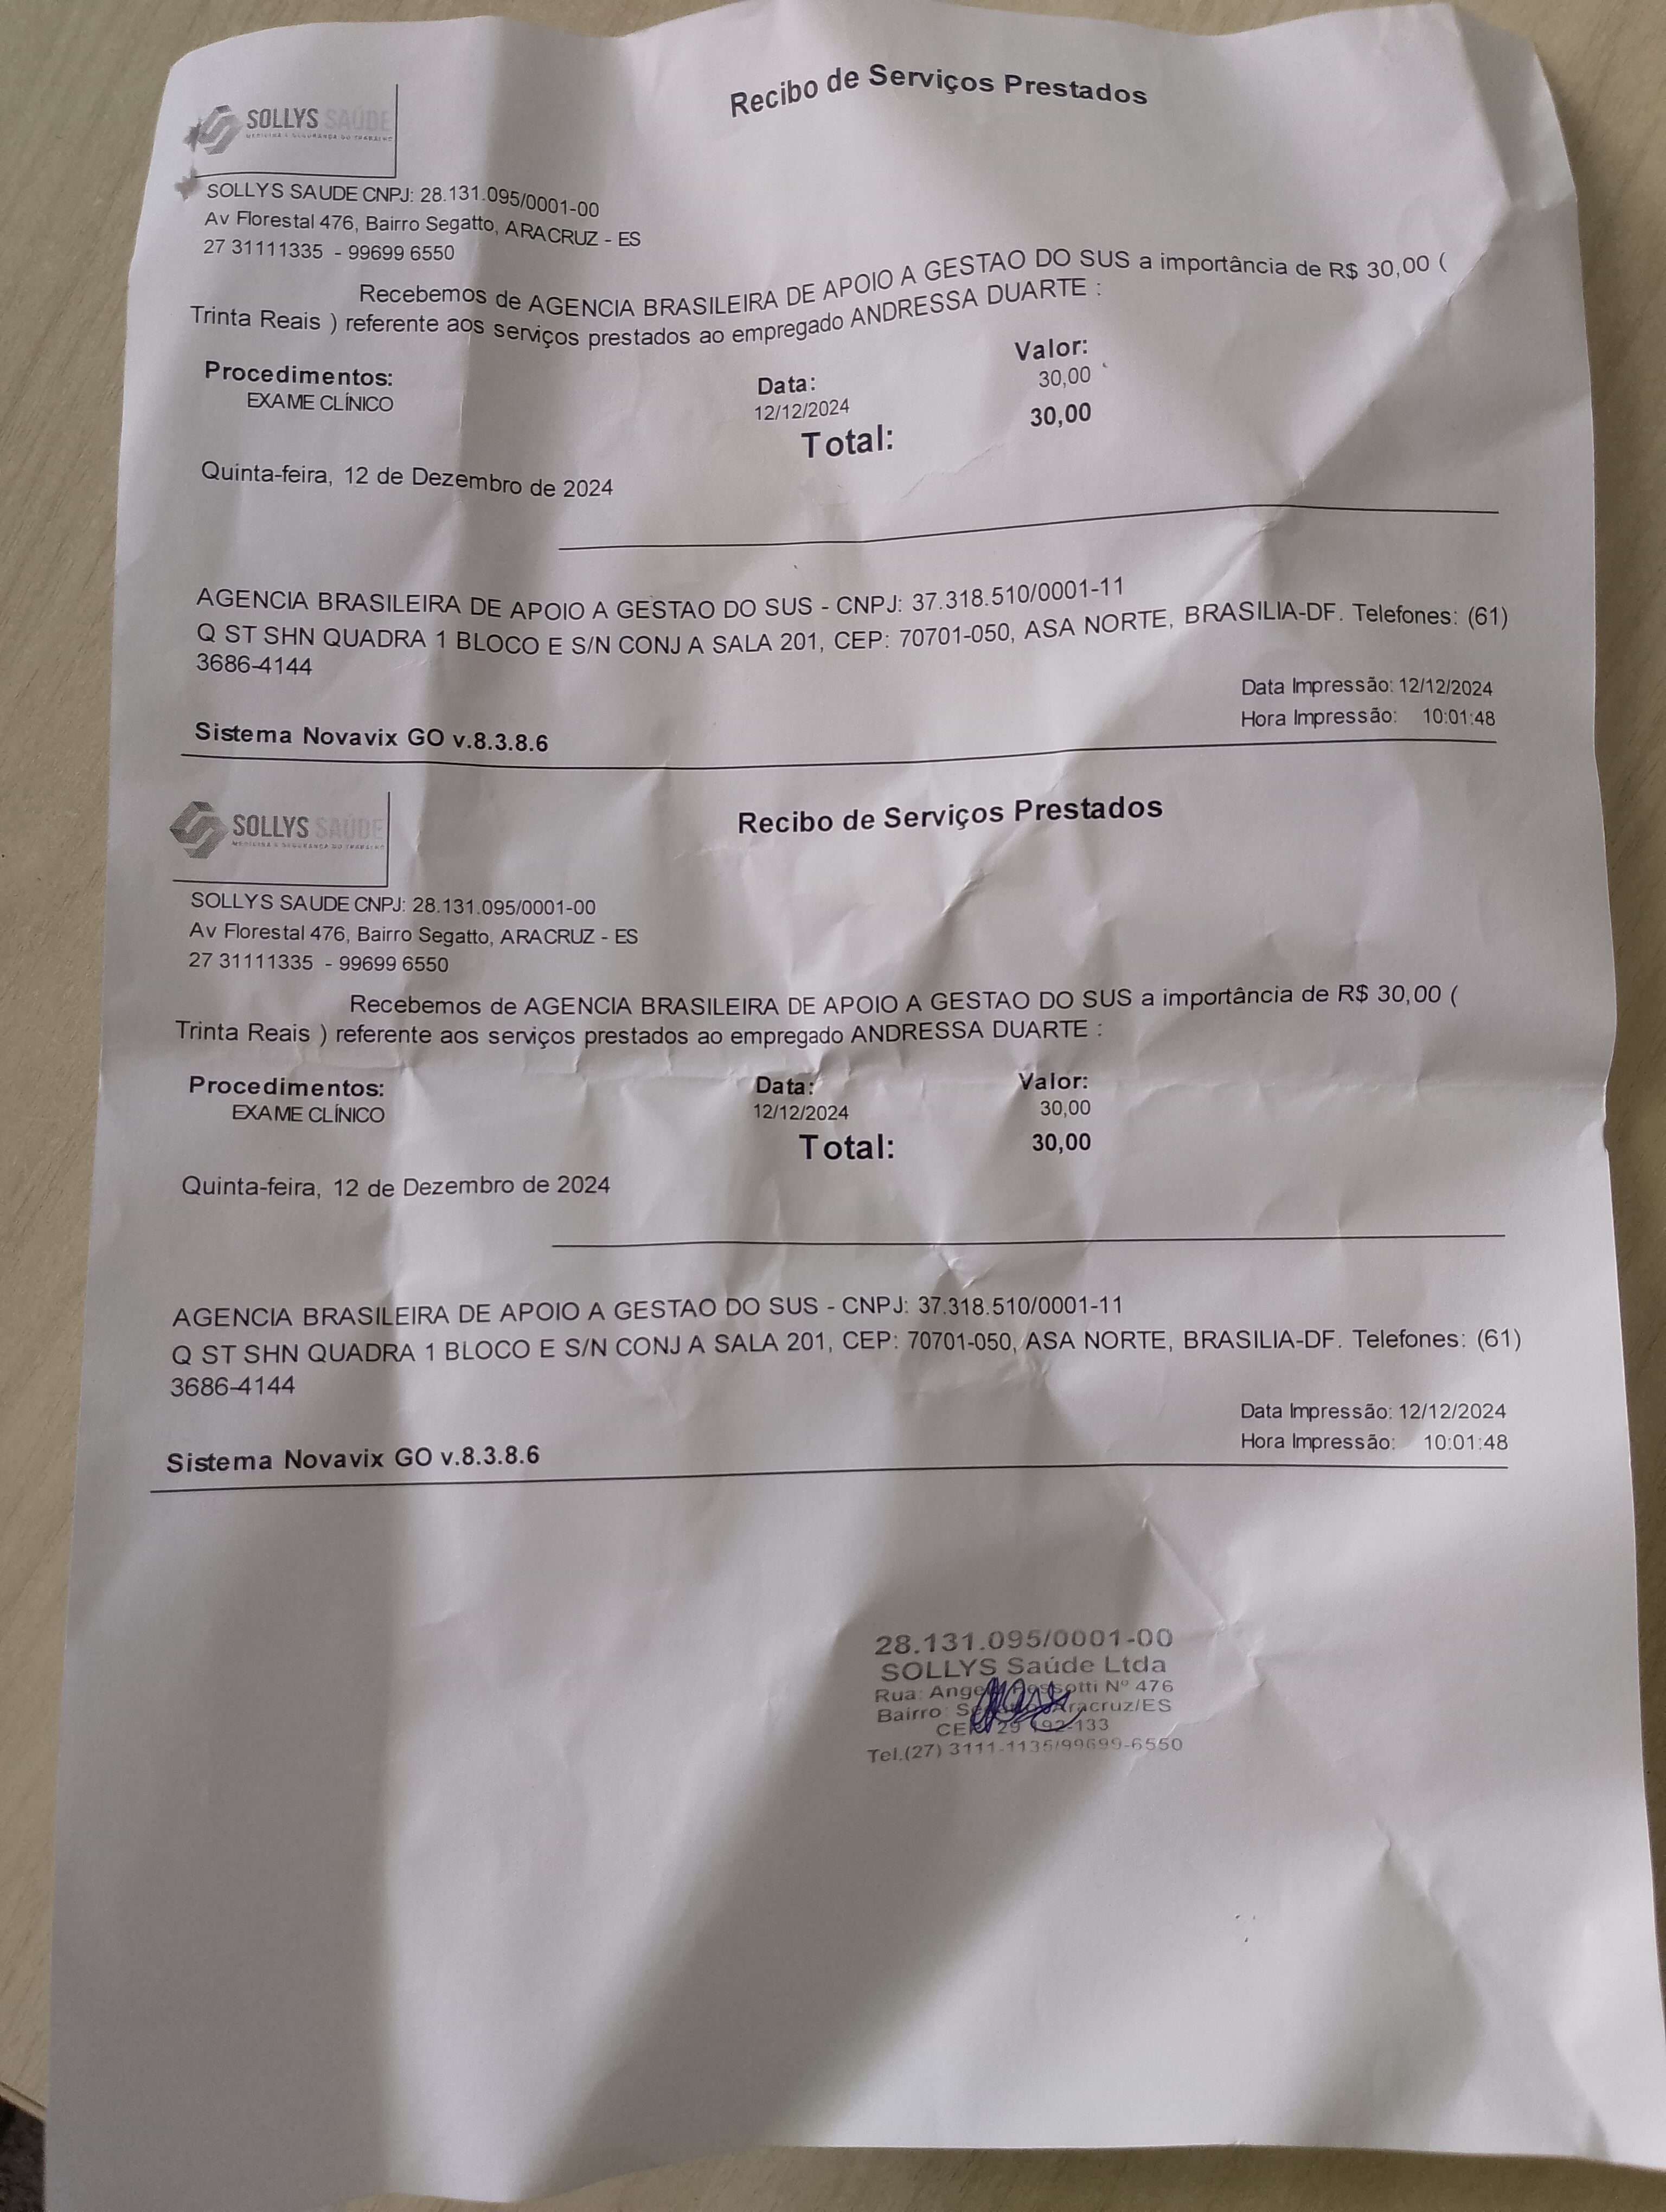 Recibo de Serviços Prestados
SOLLYS SAÚDE
MEDICINA E SEGURANÇA DO TRABALHO
SOLLYS SAUDE CNPJ: 28.131.095/0001-00
Av Florestal 476, Bairro Segatto, ARACRUZ - ES
27 31111335 - 99699 6550
Recebemos de AGENCIA BRASILEIRA DE APOIO A GESTAO DO SUS a importância de R$ 30,00 (
Trinta Reais ) referente aos serviços prestados ao empregado ANDRESSA DUARTE :
Procedimentos: Data: Valor:
EXAME CLÍNICO 12/12/2024 30,00
Total: 30,00
Quinta-feira, 12 de Dezembro de 2024
AGENCIA BRASILEIRA DE APOIO A GESTAO DO SUS - CNPJ: 37.318.510/0001-11
Q ST SHN QUADRA 1 BLOCO E S/N CONJ A SALA 201, CEP: 70701-050, ASA NORTE, BRASILIA-DF. Telefones: (61)
3686-4144
Data Impressão: 12/12/2024
Hora Impressão: 10:01:48
Sistema Novavix GO v.8.3.8.6
Recibo de Serviços Prestados
SOLLYS SAÚDE
MEDICINA E SEGURANÇA DO TRABALHO
SOLLYS SAUDE CNPJ: 28.131.095/0001-00
Av Florestal 476, Bairro Segatto, ARACRUZ - ES
27 31111335 - 99699 6550
Recebemos de AGENCIA BRASILEIRA DE APOIO A GESTAO DO SUS a importância de R$ 30,00 (
Trinta Reais ) referente aos serviços prestados ao empregado ANDRESSA DUARTE :
Procedimentos: Data: Valor:
EXAME CLÍNICO 12/12/2024 30,00
Total: 30,00
Quinta-feira, 12 de Dezembro de 2024
AGENCIA BRASILEIRA DE APOIO A GESTAO DO SUS - CNPJ: 37.318.510/0001-11
Q ST SHN QUADRA 1 BLOCO E S/N CONJ A SALA 201, CEP: 70701-050, ASA NORTE, BRASILIA-DF. Telefones: (61)
3686-4144
Data Impressão: 12/12/2024
Hora Impressão: 10:01:48
Sistema Novavix GO v.8.3.8.6
28.131.095/0001-00
SOLLYS Saúde Ltda
Rua: Nº 476
Bairro: Aracruz/ES
CEP 29 192-133
Tel.(27) 3111-1135/99699-6550